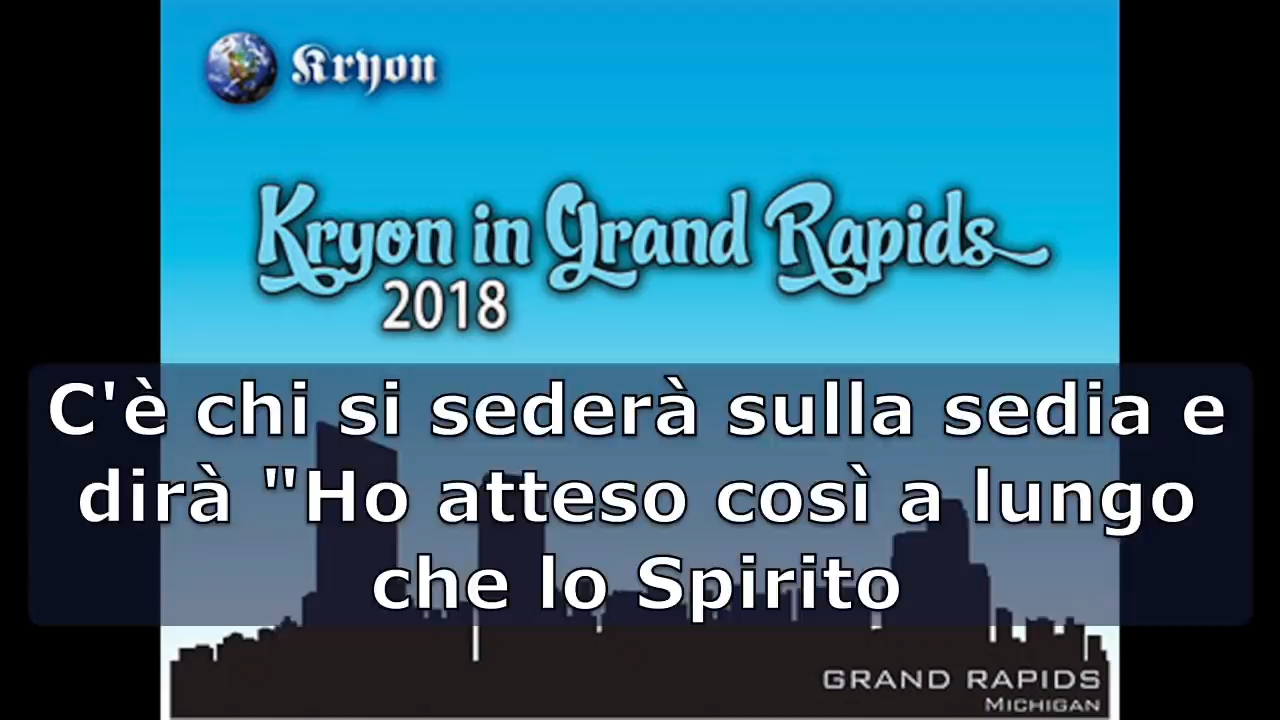 Kryon
Kryon in Grand Rapids
2018
C'è chi si sederà sulla sedia e
dirà "Ho atteso così a lungo
che lo Spirito
GRAND RAPIDS
MICHIGAN